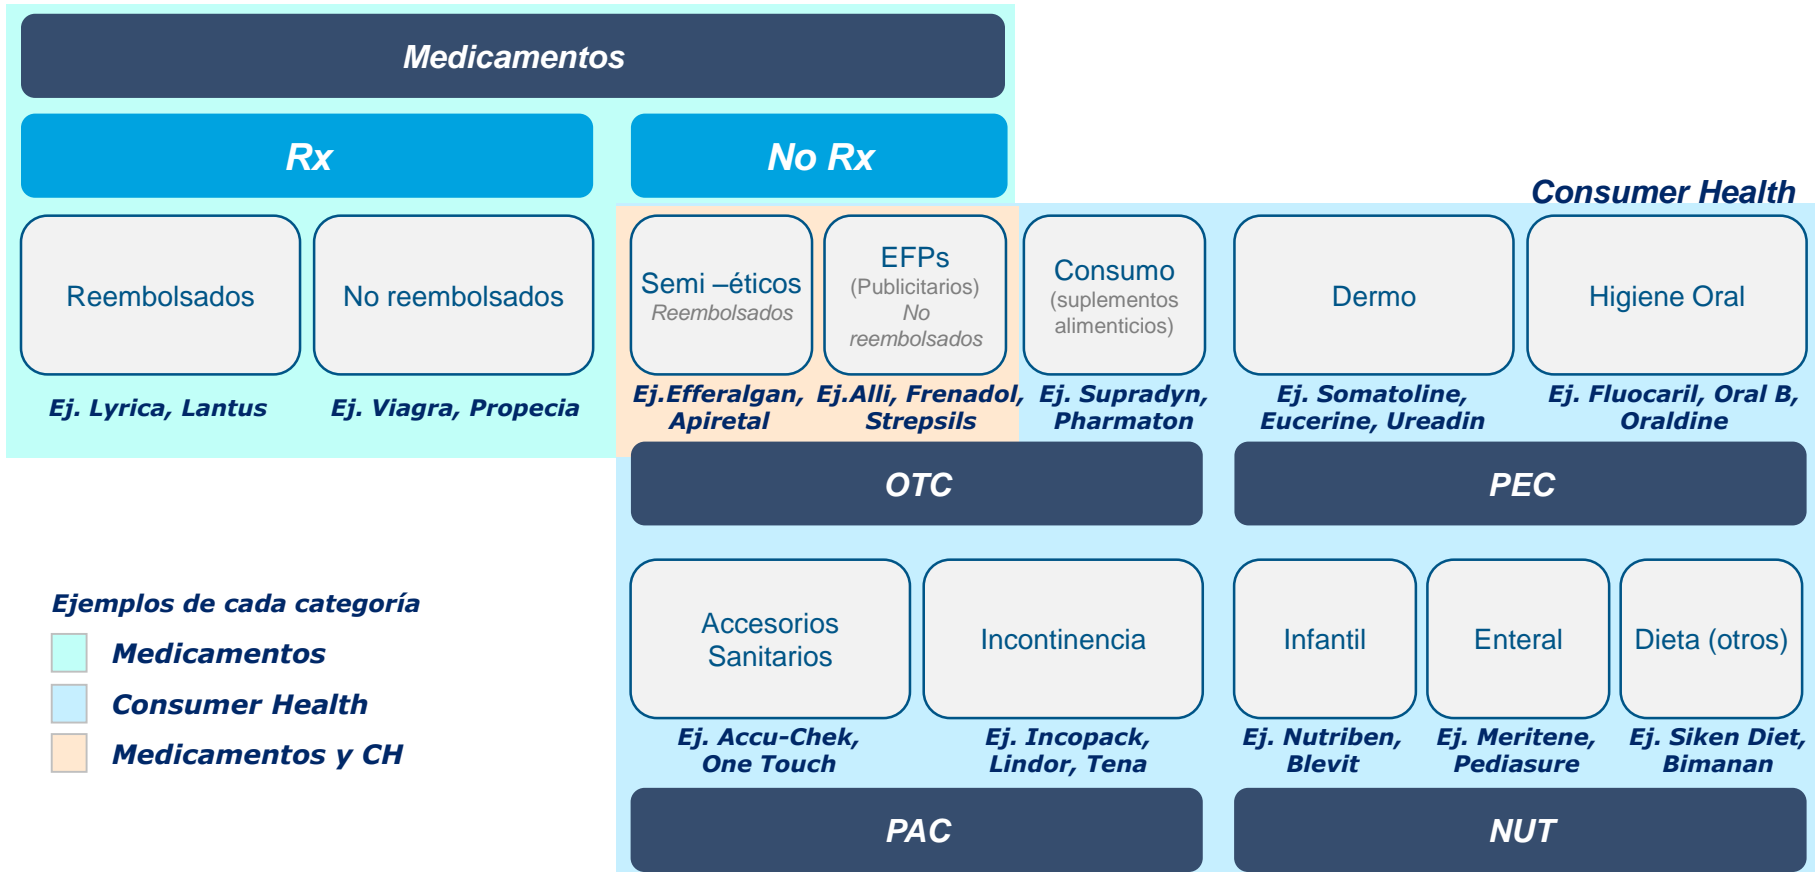 Medicamentos
Rx
No Rx
Consumer Health
Reembolsados
No reembolsados
Semi –éticos
Reembolsados
EFPs
(Publicitarios)
No
reembolsados
Consumo
(suplementos
alimenticios)
Dermo
Higiene Oral
Ej. Lyrica, Lantus
Ej. Viagra, Propecia
Ej.Efferalgan,
Apiretal
Ej.Alli, Frenadol,
Strepsils
Ej. Supradyn,
Pharmaton
Ej. Somatoline,
Eucerine, Ureadin
Ej. Fluocaril, Oral B,
Oraldine
OTC
PEC
Accesorios
Sanitarios
Incontinencia
Infantil
Enteral
Dieta (otros)
Ej. Accu-Chek,
One Touch
Ej. Incopack,
Lindor, Tena
Ej. Nutriben,
Blevit
Ej. Meritene,
Pediasure
Ej. Siken Diet,
Bimanan
PAC
NUT
Ejemplos de cada categoría
Medicamentos
Consumer Health
Medicamentos y CH